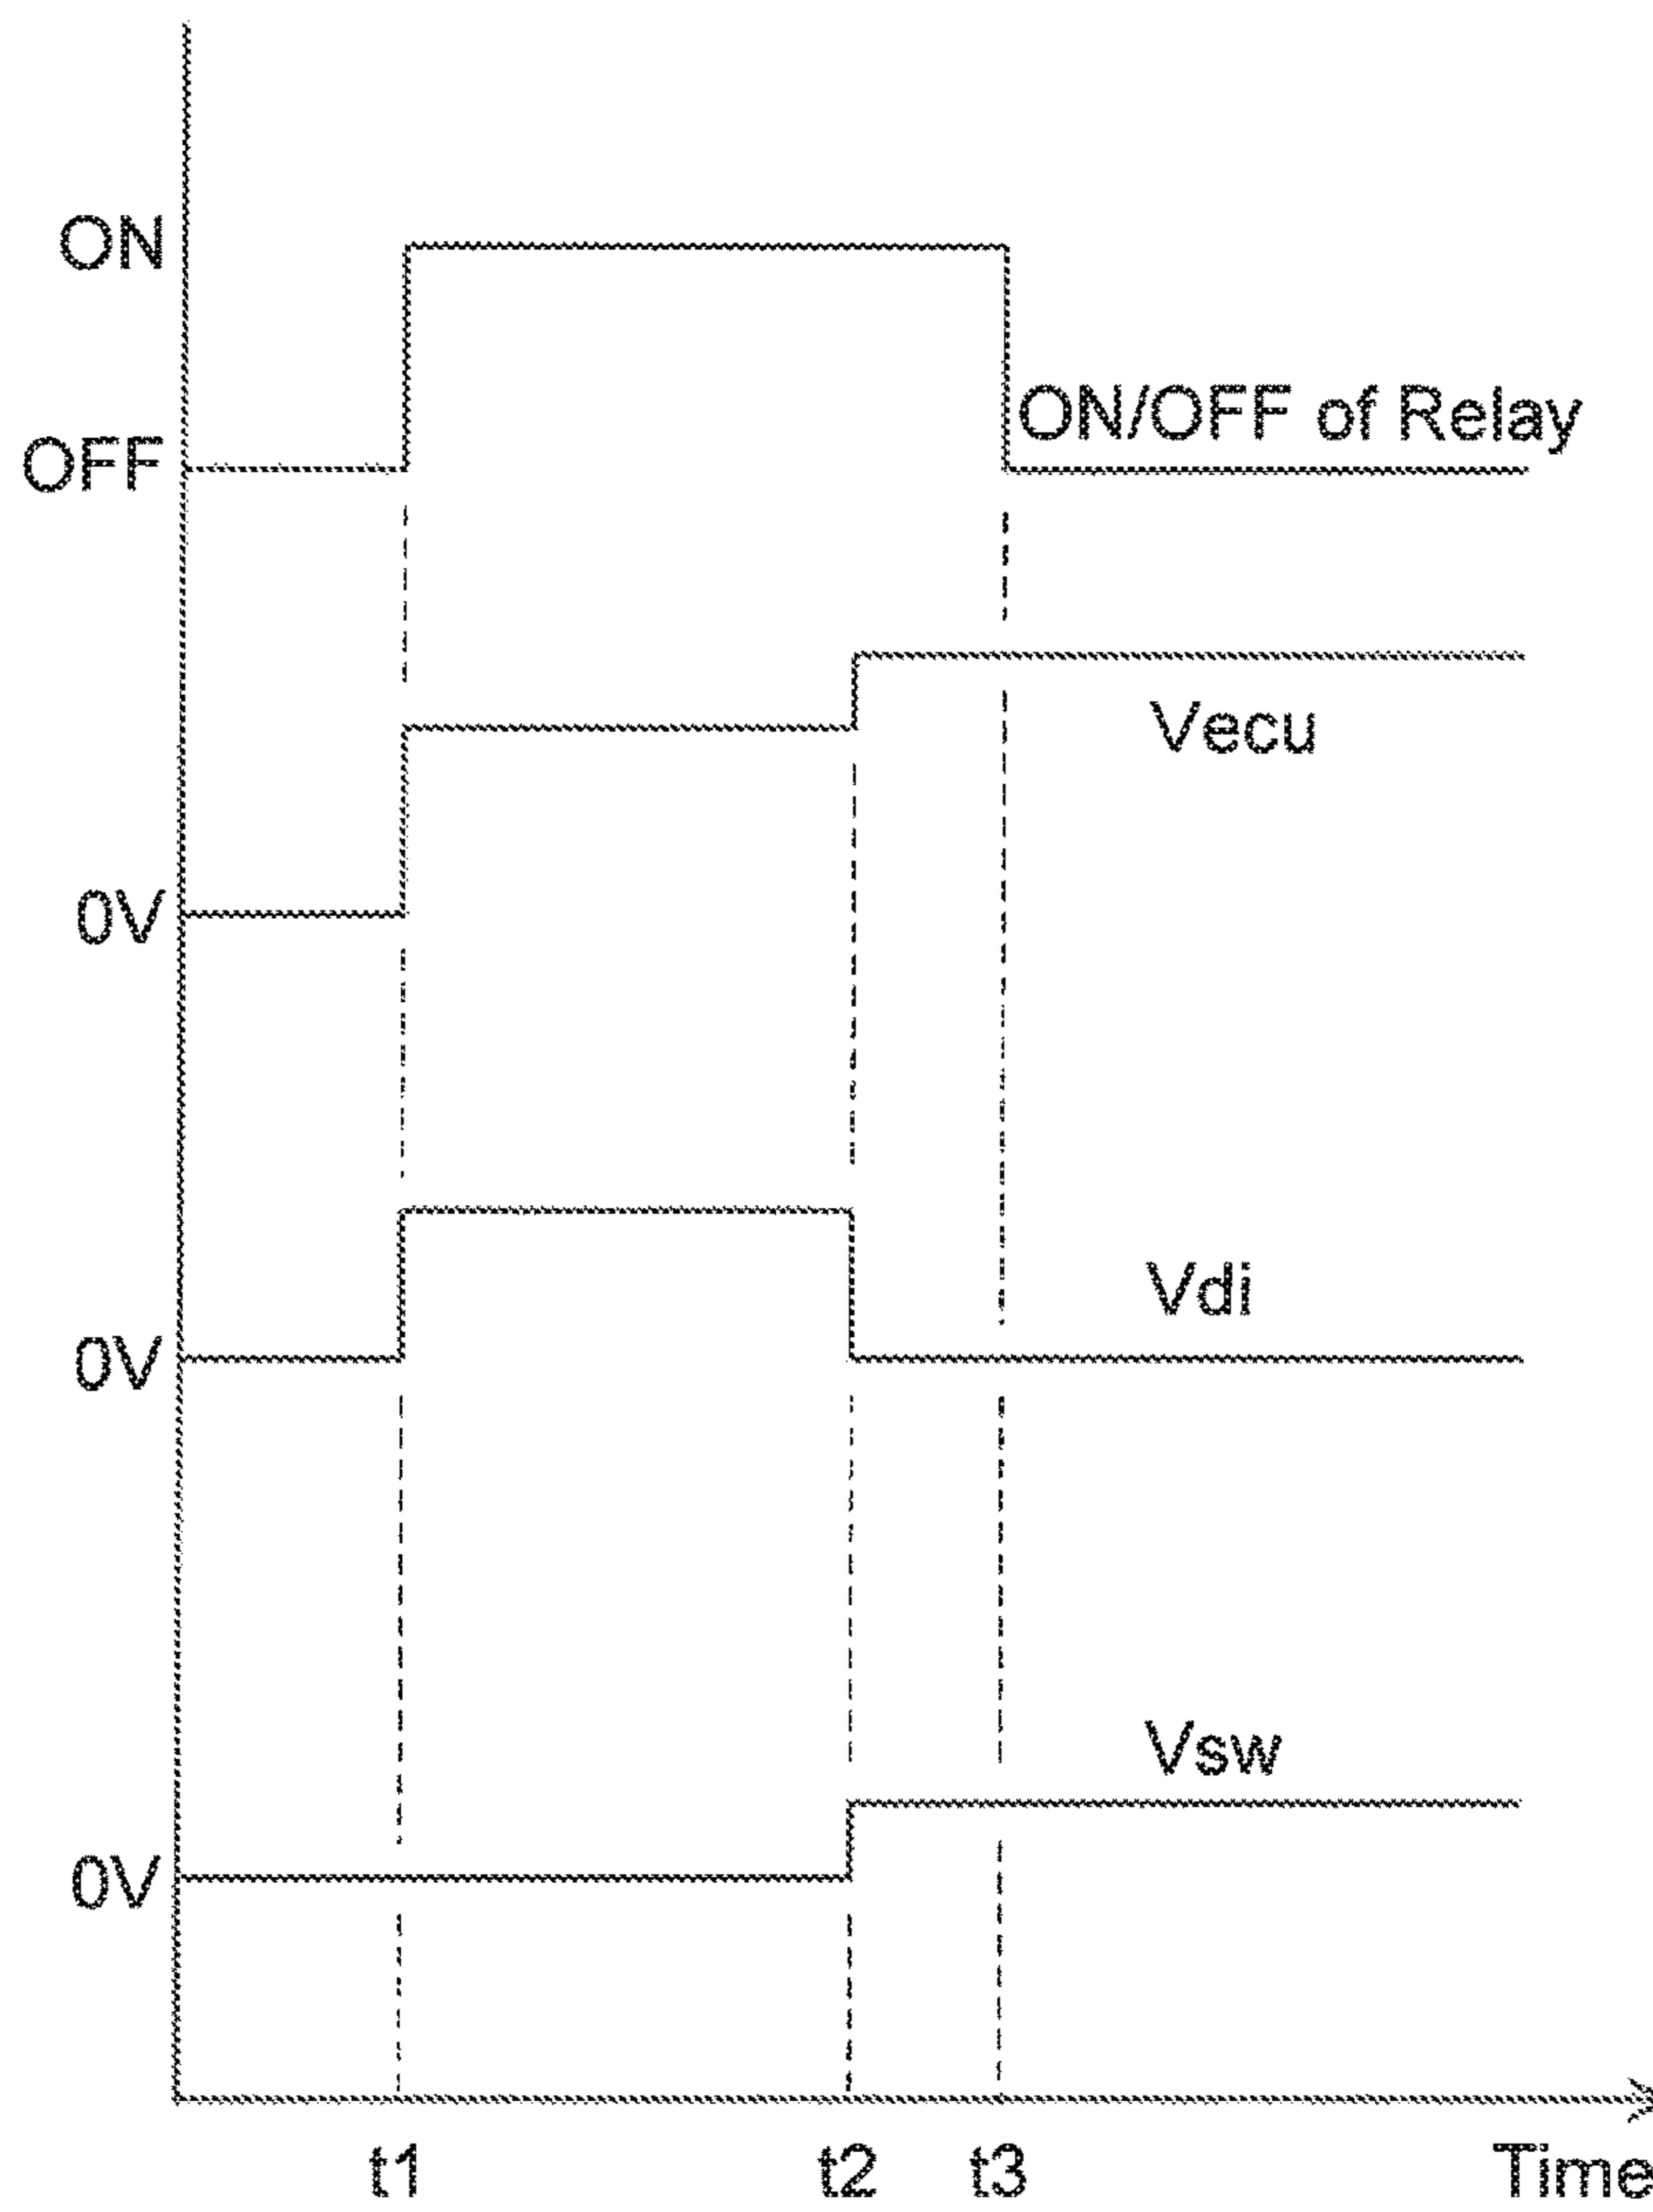 ON
ON/OFF of Relay
OFF
Vecu
0V
Vdi
0V
Vsw
0V
t1 t2 t3 Time